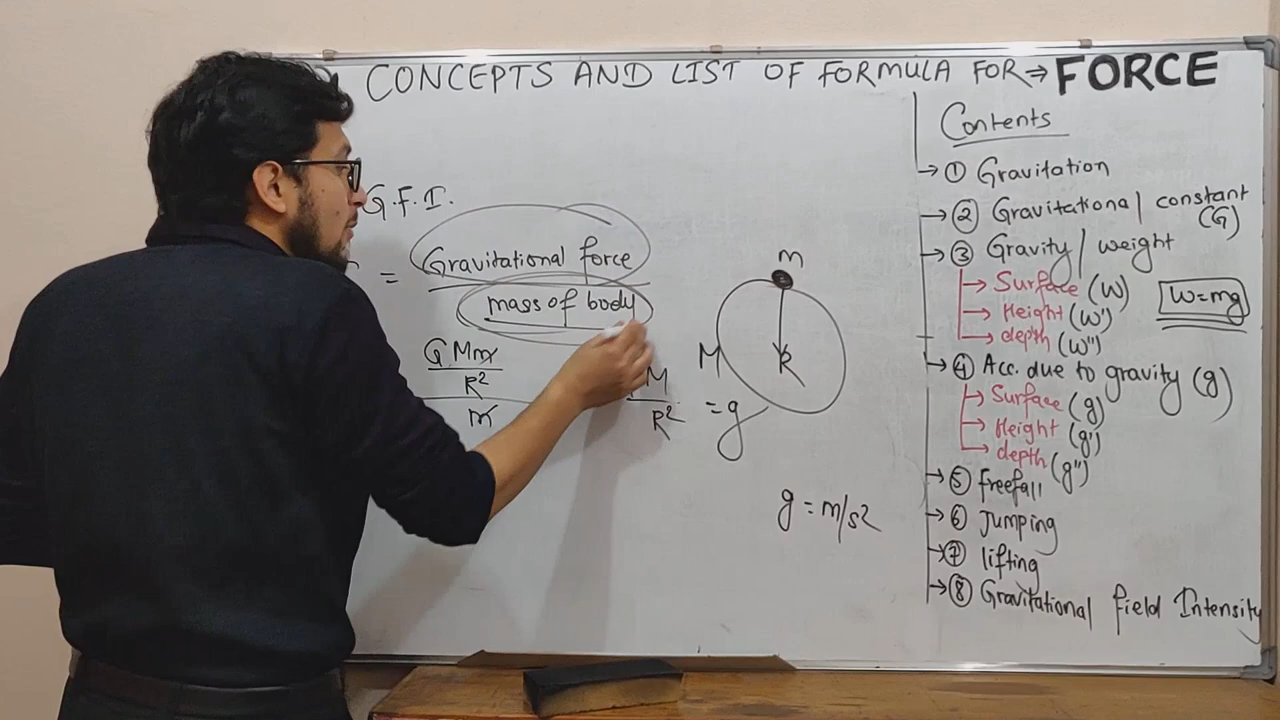 CONCEPTS AND LIST OF FORMULA FOR ⇒ FORCE
G.F.I.
= Gravitational force
mass of body
G Mm
R²
m
M
R²
= g
m
M
R
g = m/s²
Contents
→ ① Gravitation
→ ② Gravitational constant
(G)
→ ③ Gravity/weight
→ Surface (W)
→ Height (W')
→ depth (W'')
W=mg
→ ④ Acc. due to gravity (g)
→ Surface (g)
→ Height (g')
→ depth (g'')
→ ⑤ freefall
→ ⑥ Jumping
→ ⑦ lifting
→ ⑧ Gravitational field Intensity